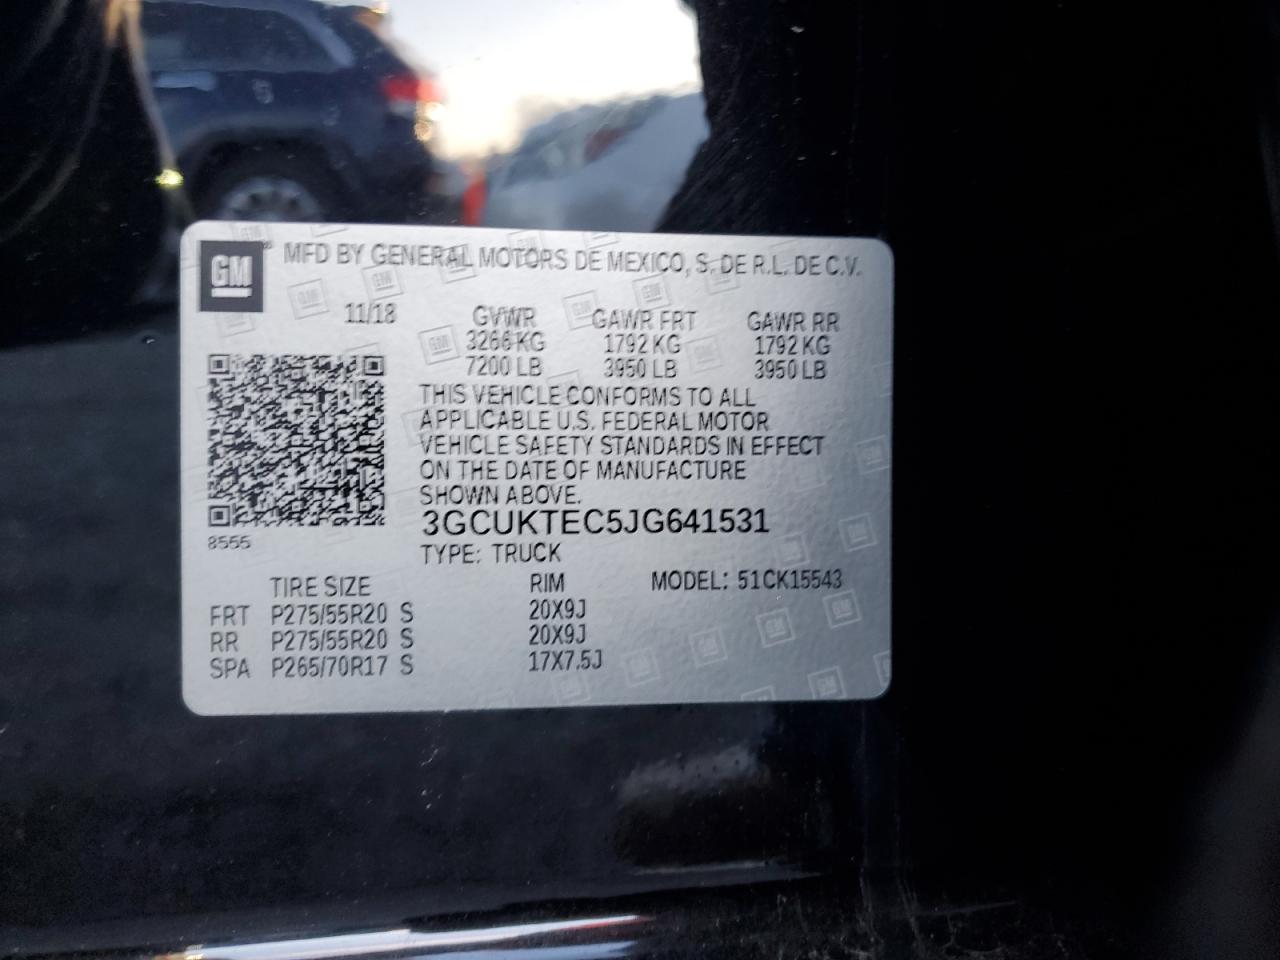 GM MFD BY GENERAL MOTORS DE MEXICO, S. DE R.L. DE C.V.
11/18 GVWR GAWR FRT GAWR RR
3266 KG 1792 KG 1792 KG
7200 LB 3950 LB 3950 LB
THIS VEHICLE CONFORMS TO ALL
APPLICABLE U.S. FEDERAL MOTOR
VEHICLE SAFETY STANDARDS IN EFFECT
ON THE DATE OF MANUFACTURE
SHOWN ABOVE.
3GCUKTEC5JG641531
8555
TYPE: TRUCK
TIRE SIZE RIM MODEL: 51CK15543
FRT P275/55R20 S 20X9J
RR P275/55R20 S 20X9J
SPA P265/70R17 S 17X7.5J